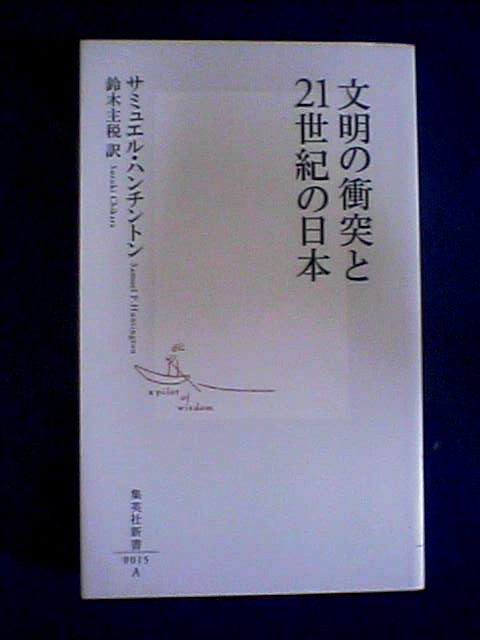 文明の衝突と
21世紀の日本
サミュエル・ハンチントン Samuel P. Huntington
鈴木主税 訳 Suzuki Chikara
a pilot
of
wisdom
集英社新書
0015
A